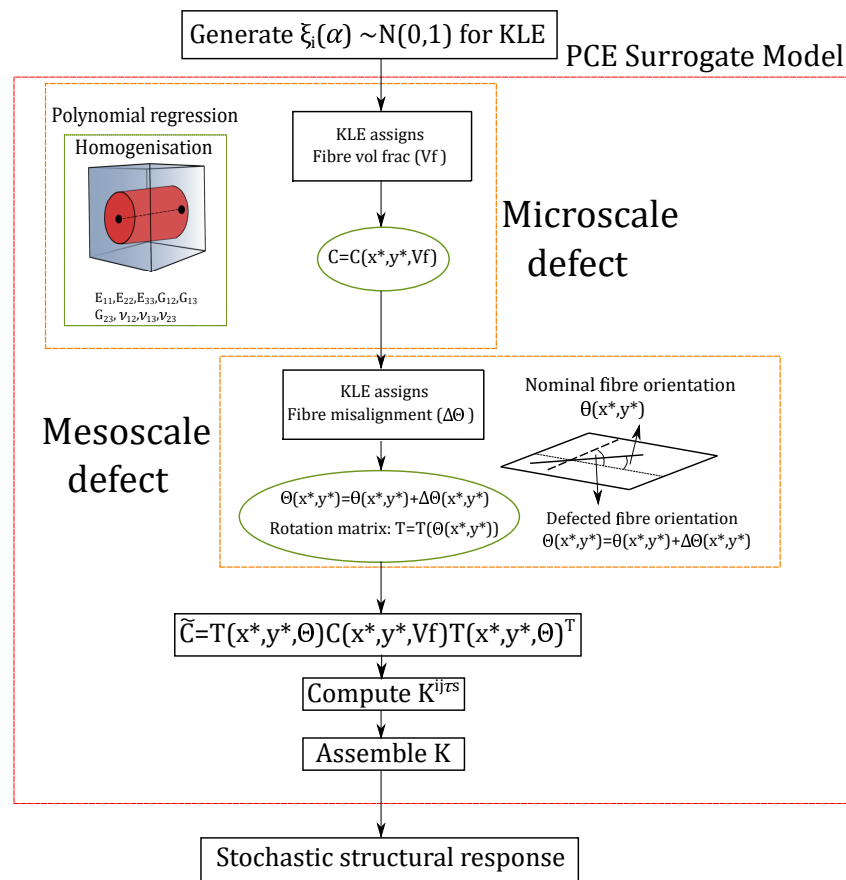 Generate ξᵢ(α) ~N(0,1) for KLE
PCE Surrogate Model
Polynomial regression
Homogenisation
E₁₁,E₂₂,E₃₃,G₁₂,G₁₃
G₂₃, ν₁₂,ν₁₃,ν₂₃
KLE assigns
Fibre vol frac (Vf)
C=C(x*,y*,Vf)
Microscale
defect
Mesoscale
defect
KLE assigns
Fibre misalignment (ΔΘ)
Θ(x*,y*)=θ(x*,y*)+ΔΘ(x*,y*)
Rotation matrix: T=T(Θ(x*,y*))
Nominal fibre orientation
θ(x*,y*)
Defected fibre orientation
Θ(x*,y*)=θ(x*,y*)+ΔΘ(x*,y*)
C̃=T(x*,y*,Θ)C(x*,y*,Vf)T(x*,y*,Θ)ᵀ
Compute K^ijτs
Assemble K
Stochastic structural response